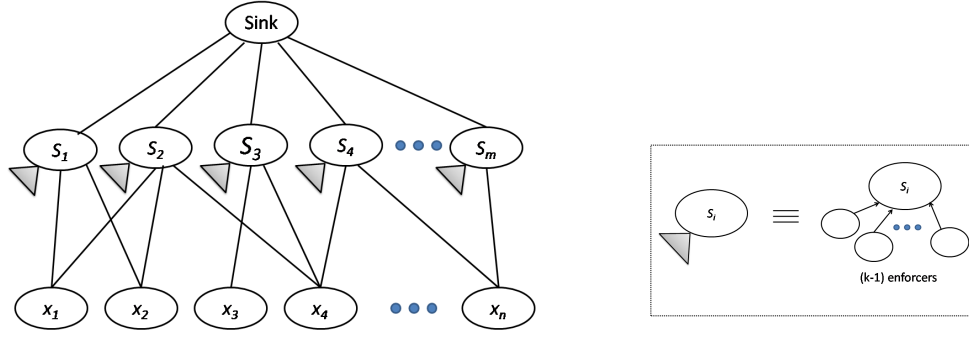 Sink
S1 S2 S3 S4 Sm
x1 x2 x3 x4 xn
Si Si
(k-1) enforcers